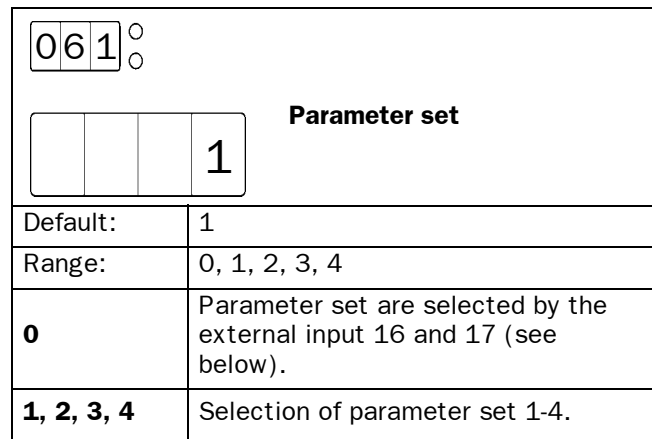 061
Parameter set
1
Default: 1
Range: 0, 1, 2, 3, 4
0 Parameter set are selected by the
external input 16 and 17 (see
below).
1, 2, 3, 4 Selection of parameter set 1-4.